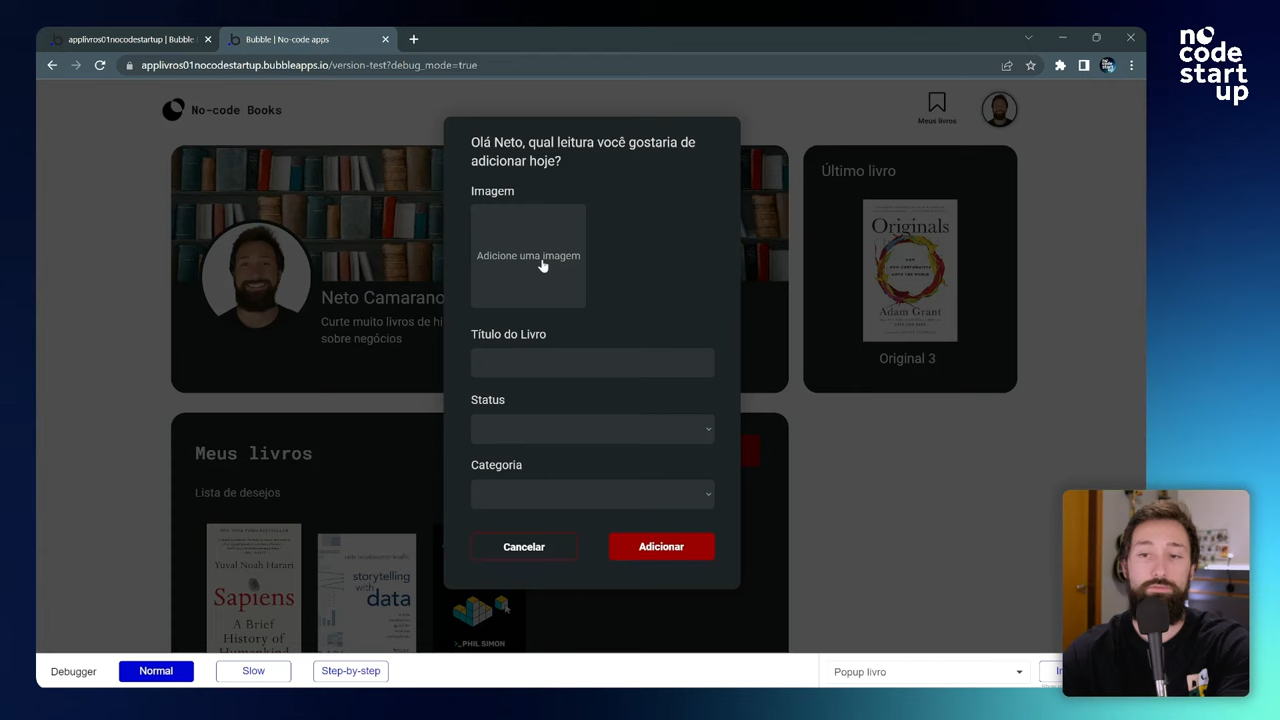 applivros01nocodestartup | Bubble
Bubble | No-code apps
no
code
start
up
applivros01nocodestartup.bubbleapps.io/version-test?debug_mode=true
No-code Books
Meus livros
Olá Neto, qual leitura você gostaria de
adicionar hoje?
Imagem
Adicione uma imagem
Título do Livro
Status
Categoria
Cancelar
Adicionar
Neto Camarano
Curte muito livros de hi
sobre negócios
Último livro
Originals
Adam Grant
Original 3
Meus livros
Lista de desejos
Yuval Noah Harari
Sapiens
A Brief
History of
Humankind
storytelling
with
data
>_PHIL SIMON
Debugger
Normal
Slow
Step-by-step
Popup livro